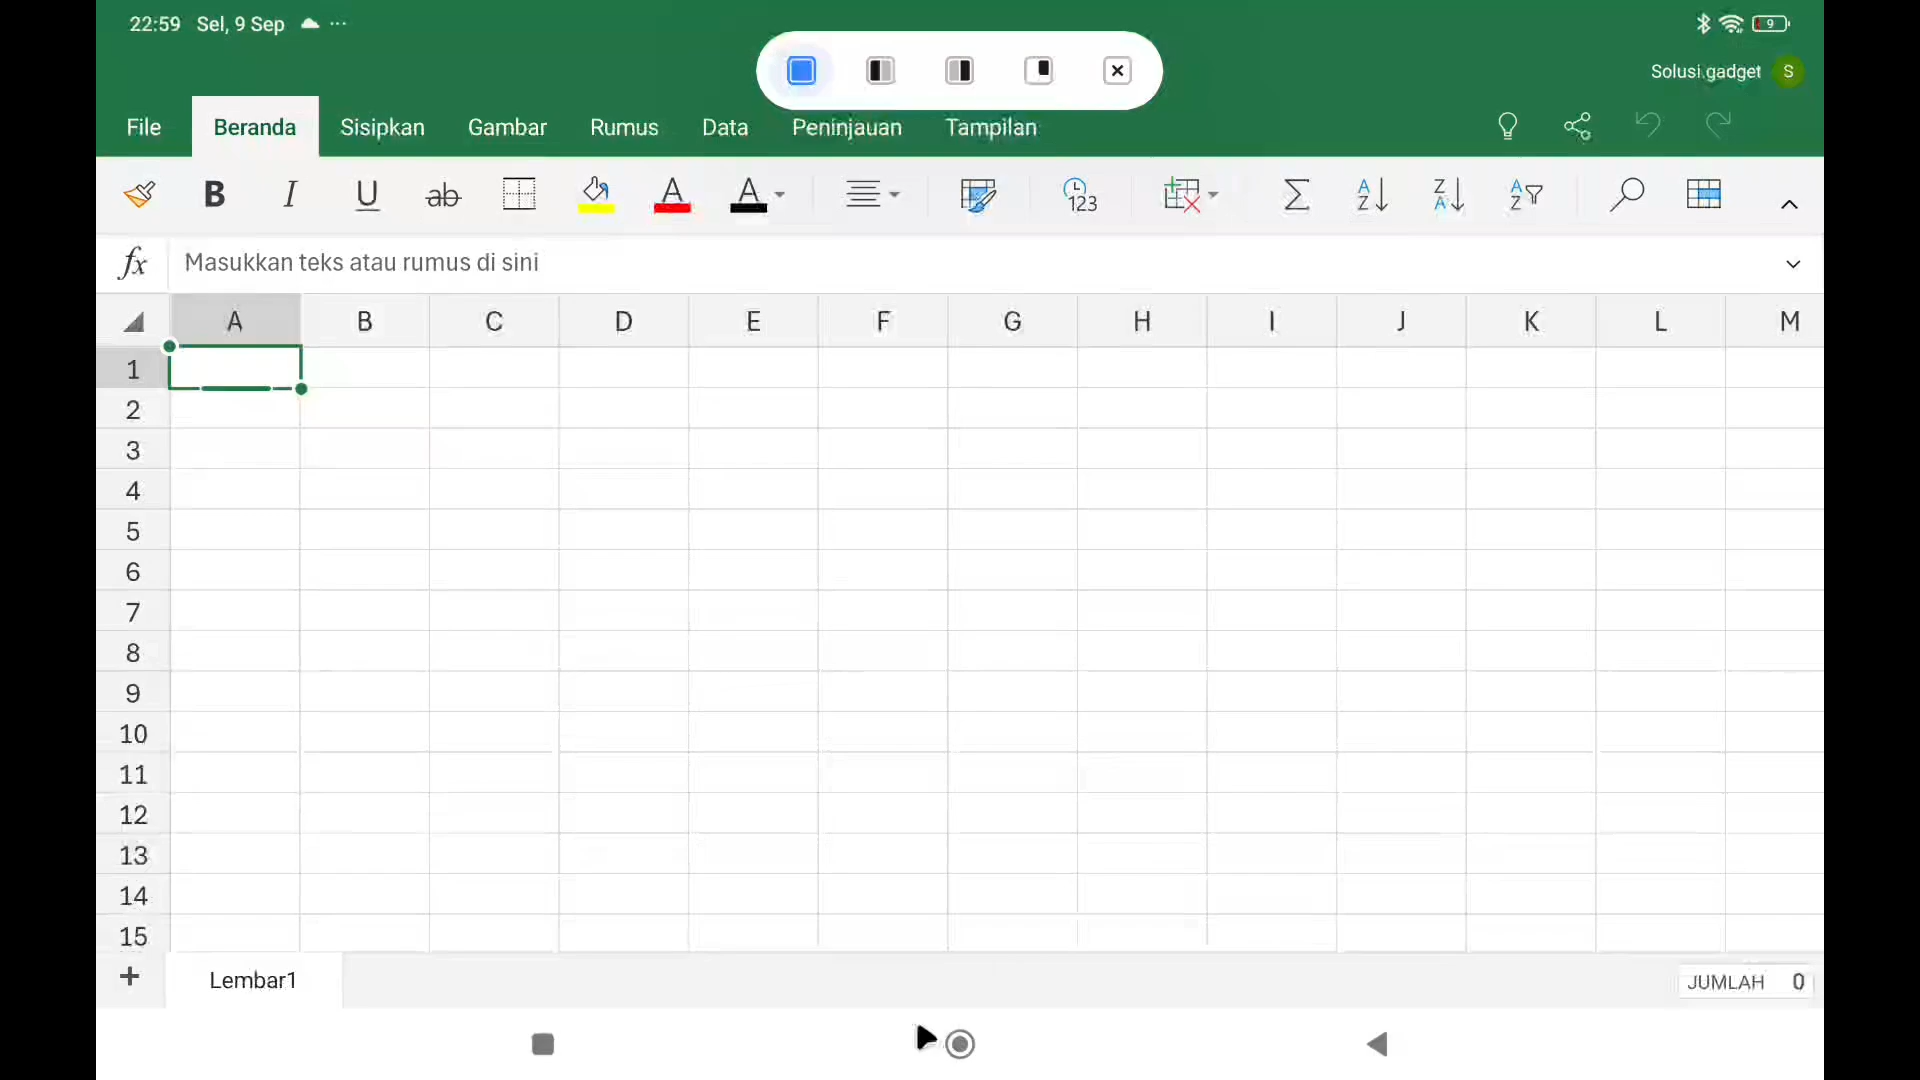 22:59 Sel, 9 Sep ...
9
Solusi.gadget S
File Beranda Sisipkan Gambar Rumus Data Peninjauan Tampilan
B I U ab A A 123 A Z Z A A Z
fx Masukkan teks atau rumus di sini
A B C D E F G H I J K L M
1
2
3
4
5
6
7
8
9
10
11
12
13
14
15
+ Lembar1 JUMLAH 0